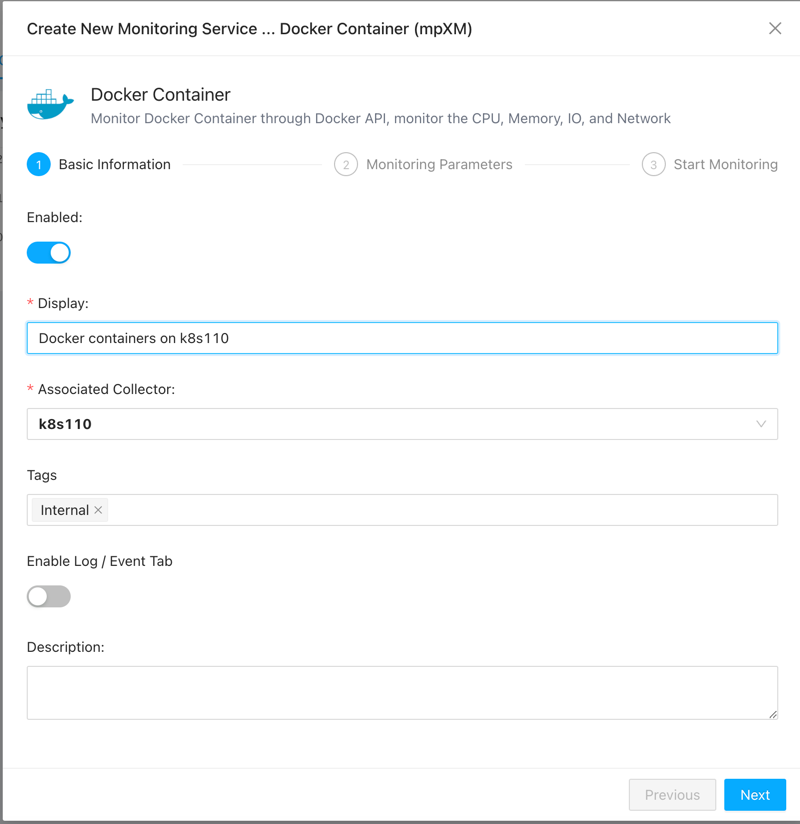 Create New Monitoring Service ... Docker Container (mpXM)
Docker Container
Monitor Docker Container through Docker API, monitor the CPU, Memory, IO, and Network
1 Basic Information 2 Monitoring Parameters 3 Start Monitoring
Enabled:
* Display:
Docker containers on k8s110
* Associated Collector:
k8s110
Tags
Internal
Enable Log / Event Tab
Description:
Previous Next